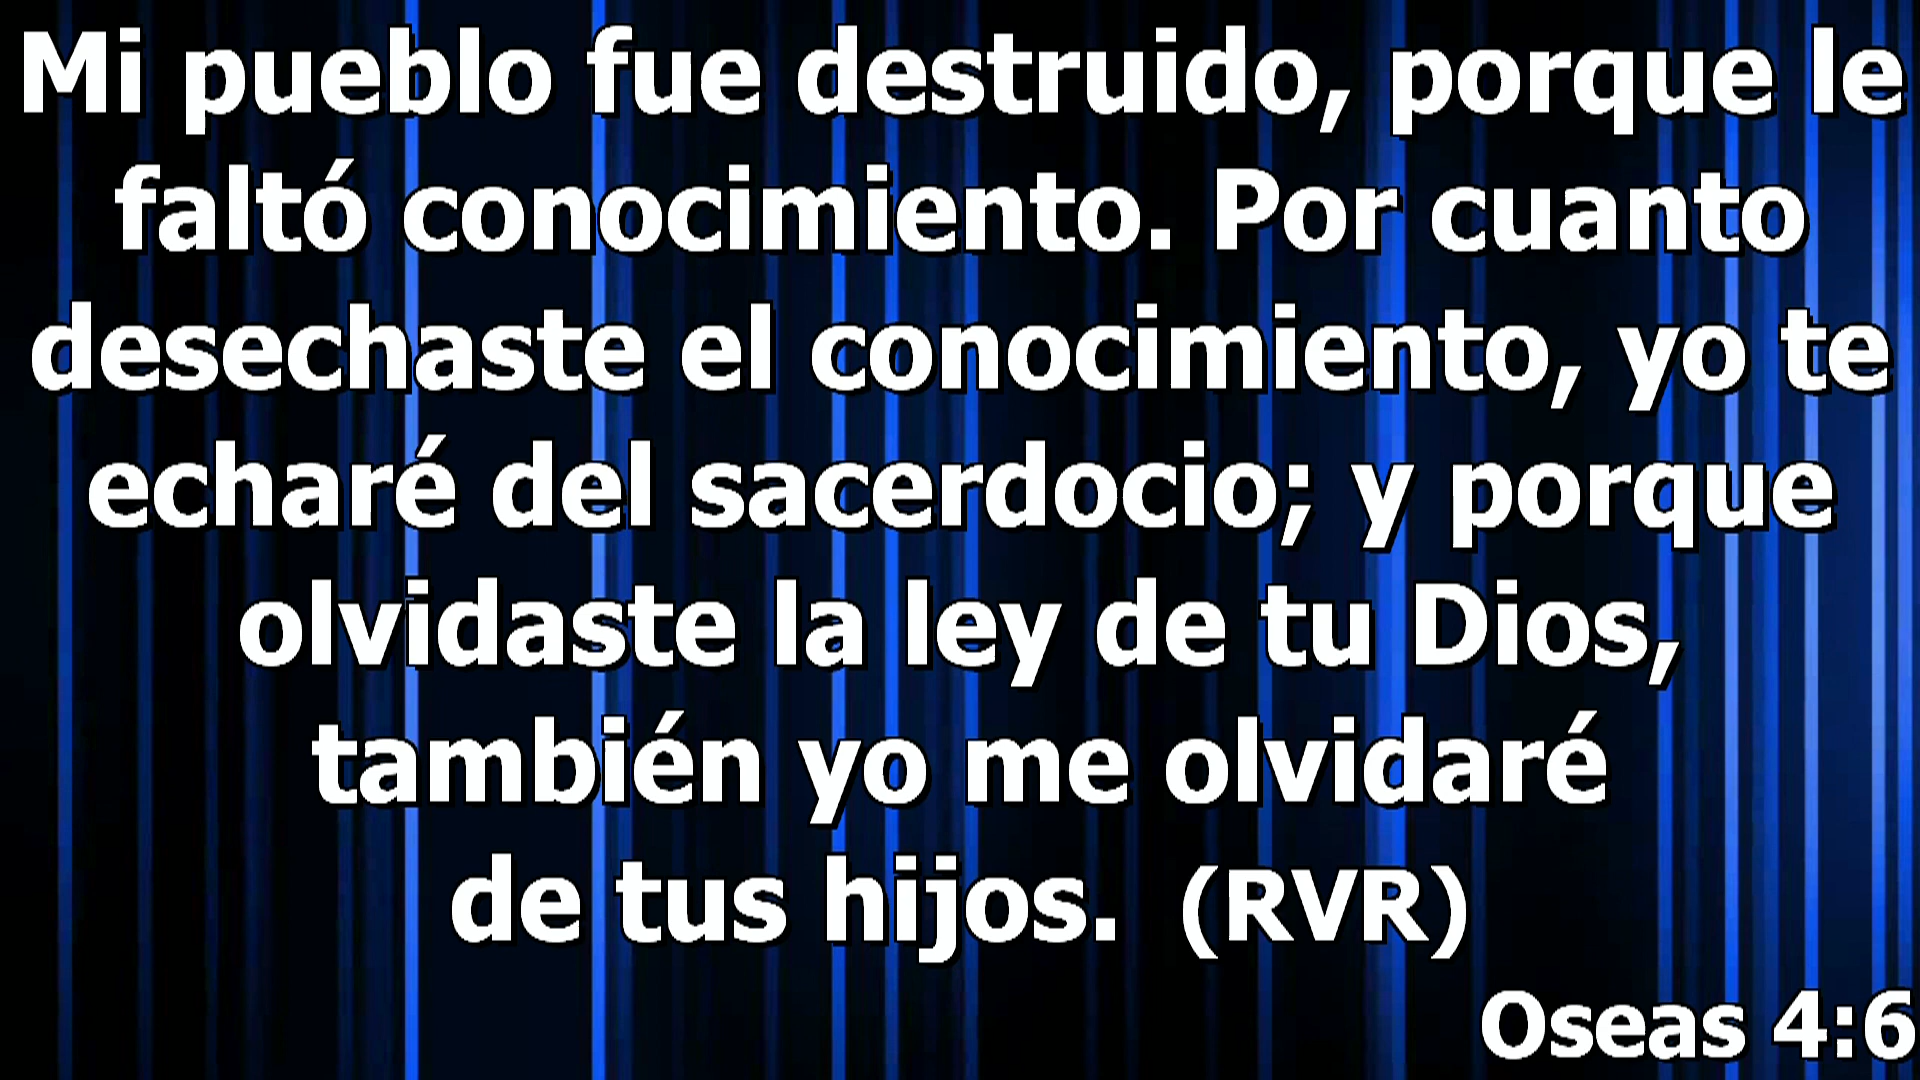 Mi pueblo fue destruido, porque le
faltó conocimiento. Por cuanto
desechaste el conocimiento, yo te
echaré del sacerdocio; y porque
olvidaste la ley de tu Dios,
también yo me olvidaré
de tus hijos. (RVR)
Oseas 4:6